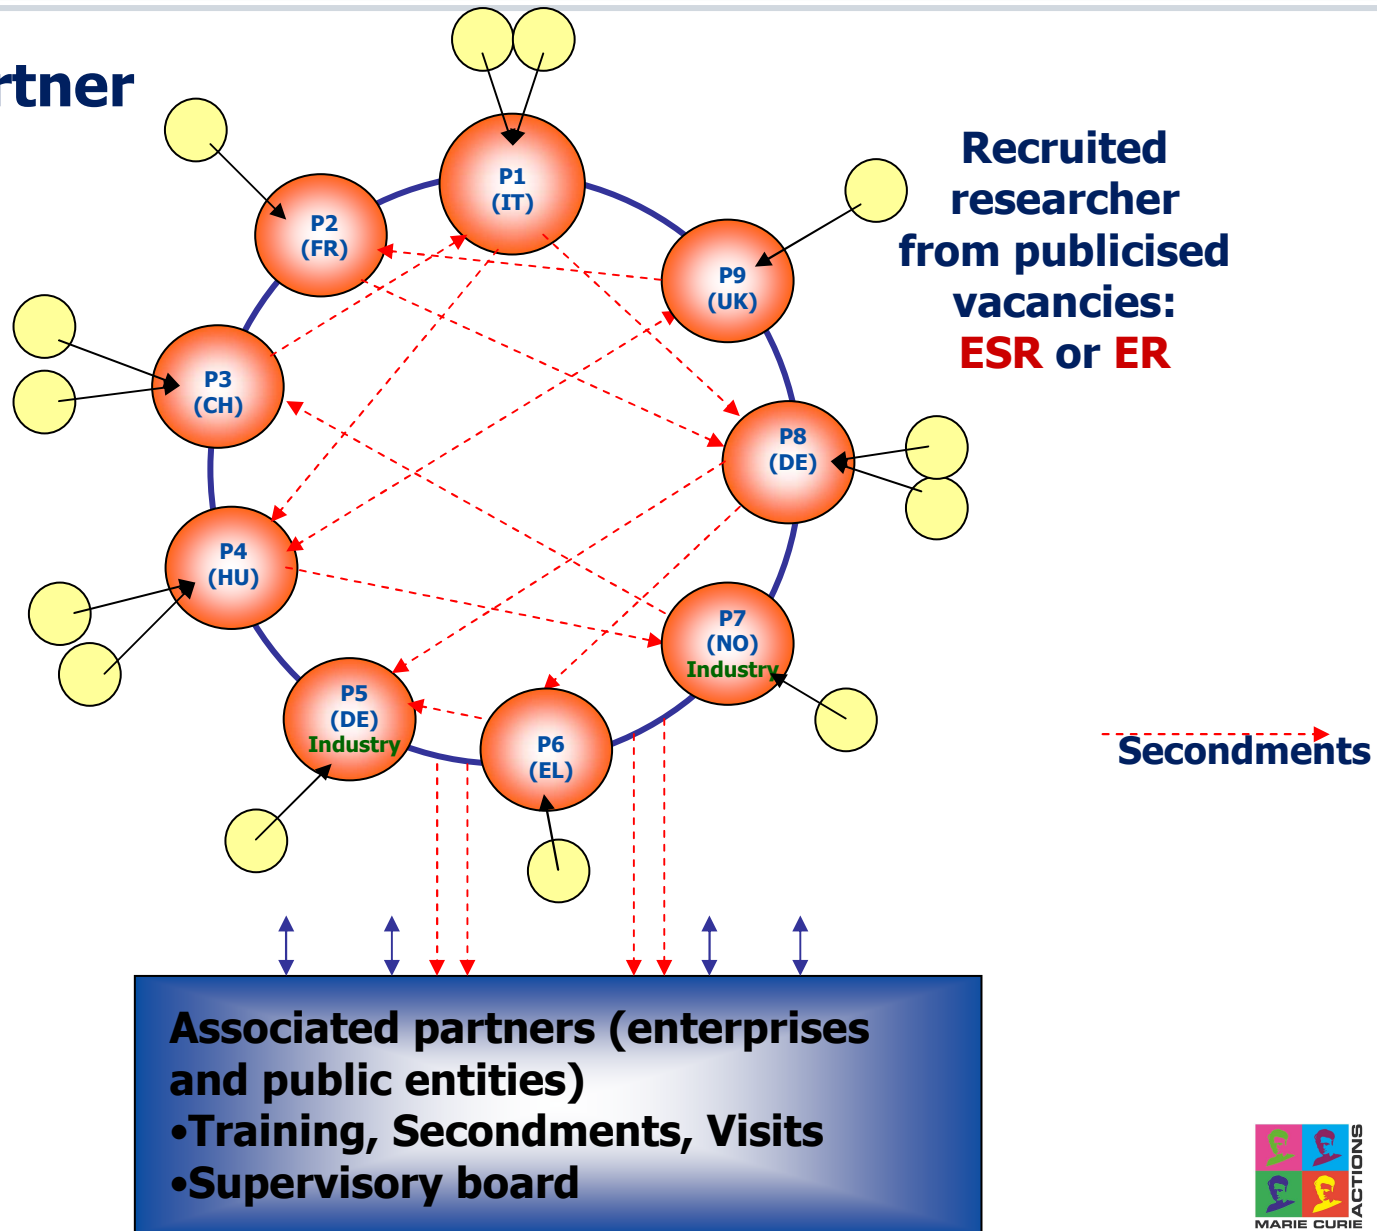 rtner
P1
(IT)
P2
(FR)
P9
(UK)
P3
(CH)
P8
(DE)
P4
(HU)
P7
(NO)
Industry
P5
(DE)
Industry
P6
(EL)
Recruited
researcher
from publicised
vacancies:
ESR or ER
Secondments
Associated partners (enterprises
and public entities)
•Training, Secondments, Visits
•Supervisory board
MARIE CURIE
ACTIONS